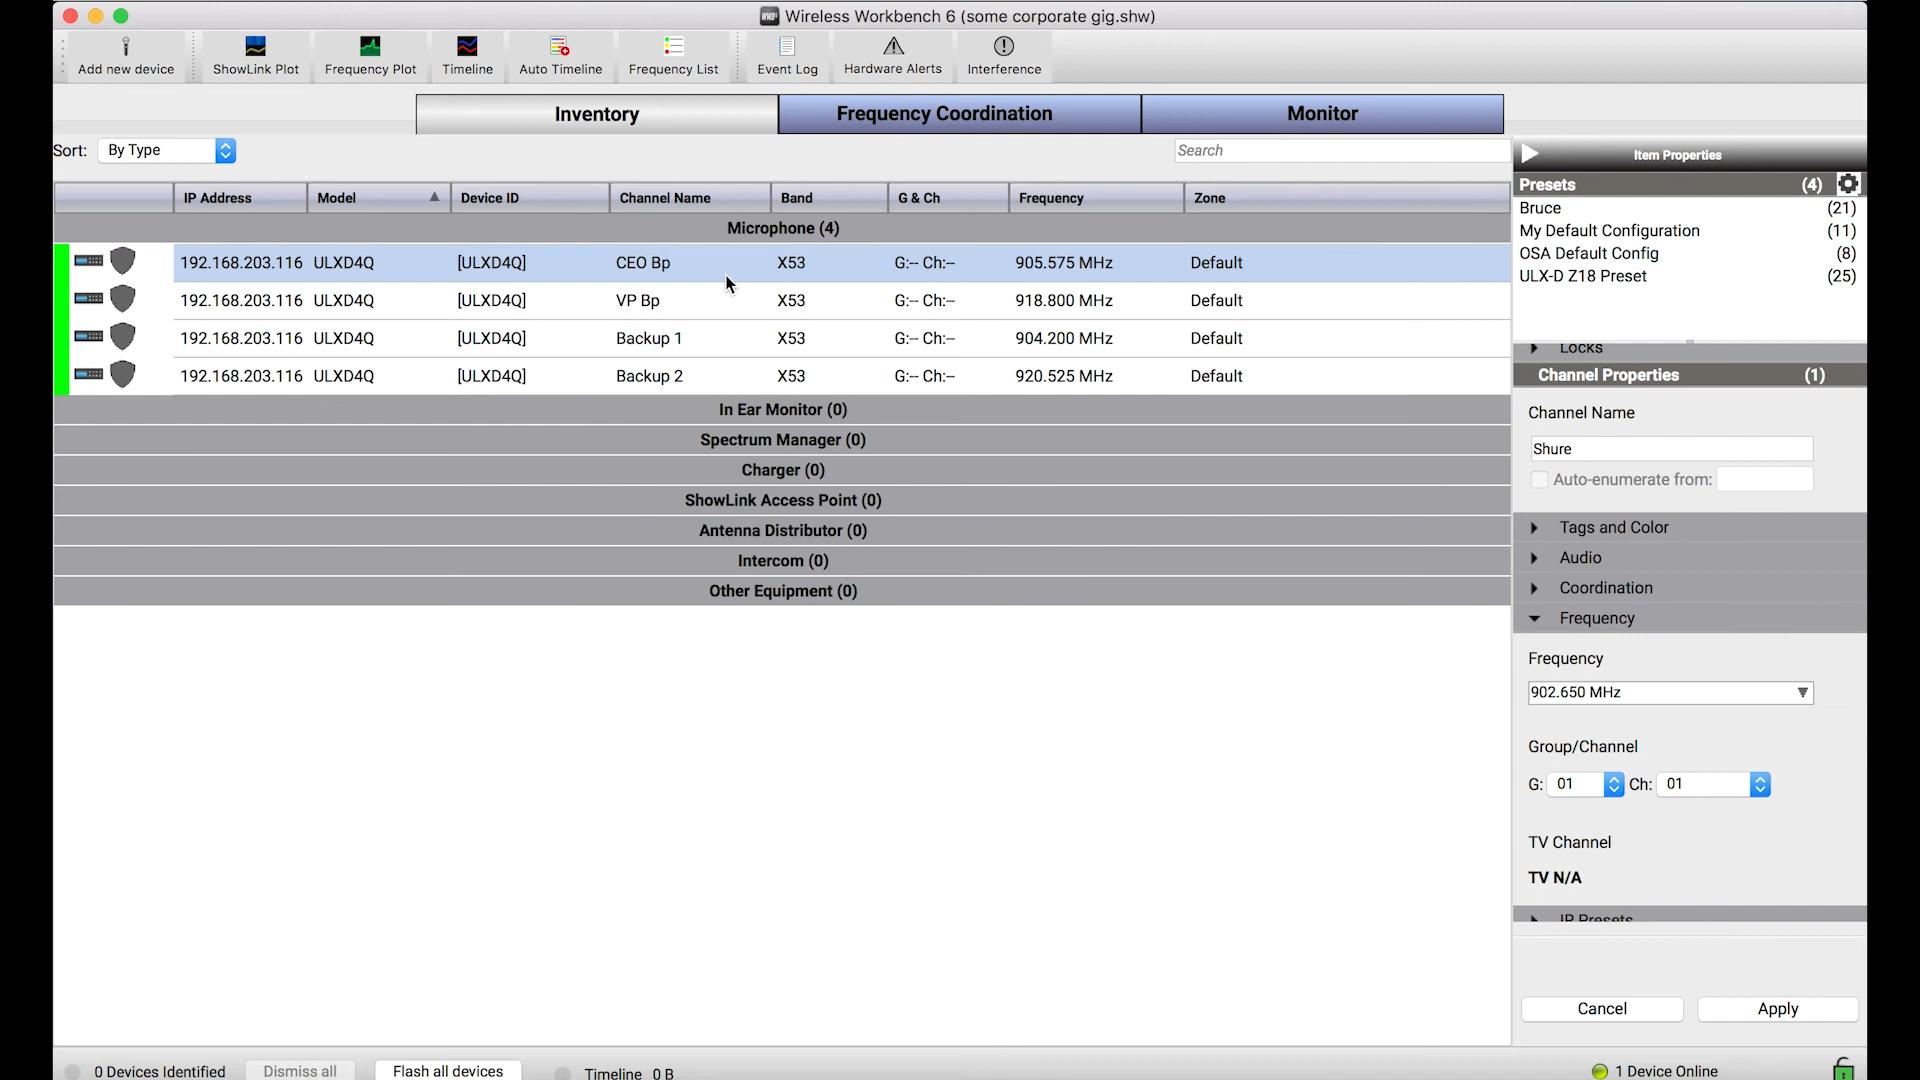 Wireless Workbench 6 (some corporate gig.shw)
Add new device
ShowLink Plot
Frequency Plot
Timeline
Auto Timeline
Frequency List
Event Log
Hardware Alerts
Interference
Inventory
Frequency Coordination
Monitor
Sort: By Type
Search
IP Address Model Device ID Channel Name Band G & Ch Frequency Zone
Microphone (4)
192.168.203.116 ULXD4Q [ULXD4Q] CEO Bp X53 G:-- Ch:-- 905.575 MHz Default
192.168.203.116 ULXD4Q [ULXD4Q] VP Bp X53 G:-- Ch:-- 918.800 MHz Default
192.168.203.116 ULXD4Q [ULXD4Q] Backup 1 X53 G:-- Ch:-- 904.200 MHz Default
192.168.203.116 ULXD4Q [ULXD4Q] Backup 2 X53 G:-- Ch:-- 920.525 MHz Default
In Ear Monitor (0)
Spectrum Manager (0)
Charger (0)
ShowLink Access Point (0)
Antenna Distributor (0)
Intercom (0)
Other Equipment (0)
Item Properties
Presets (4)
Bruce (21)
My Default Configuration (11)
OSA Default Config (8)
ULX-D Z18 Preset (25)
Locks
Channel Properties (1)
Channel Name
Shure
Auto-enumerate from:
Tags and Color
Audio
Coordination
Frequency
Frequency
902.650 MHz
Group/Channel
G: 01 Ch: 01
TV Channel
TV N/A
IR Presets
Cancel
Apply
0 Devices Identified
Dismiss all
Flash all devices
Timeline 0 B
1 Device Online